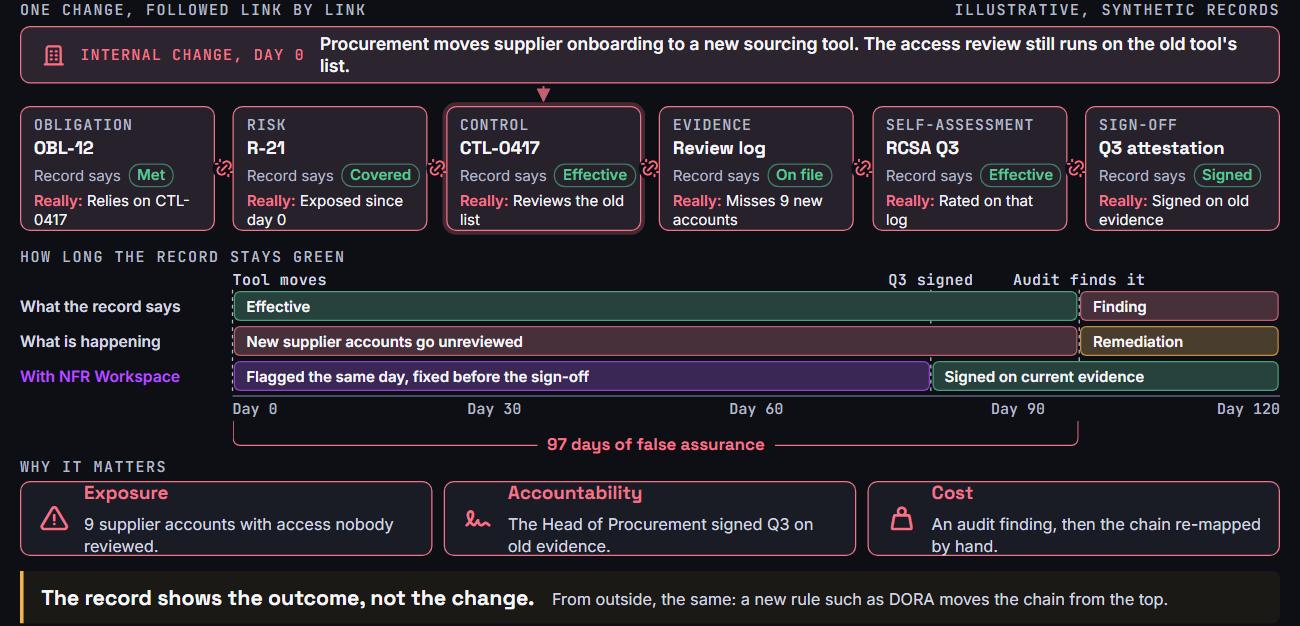 ONE CHANGE, FOLLOWED LINK BY LINK
ILLUSTRATIVE, SYNTHETIC RECORDS
INTERNAL CHANGE, DAY 0
Procurement moves supplier onboarding to a new sourcing tool. The access review still runs on the old tool's
list.
OBLIGATION
OBL-12
Record says Met
Really: Relies on CTL-
0417
RISK
R-21
Record says Covered
Really: Exposed since
day 0
CONTROL
CTL-0417
Record says Effective
Really: Reviews the old
list
EVIDENCE
Review log
Record says On file
Really: Misses 9 new
accounts
SELF-ASSESSMENT
RCSA Q3
Record says Effective
Really: Rated on that
log
SIGN-OFF
Q3 attestation
Record says Signed
Really: Signed on old
evidence
HOW LONG THE RECORD STAYS GREEN
Tool moves
Q3 signed
Audit finds it
What the record says
Effective
Finding
What is happening
New supplier accounts go unreviewed
Remediation
With NFR Workspace
Flagged the same day, fixed before the sign-off
Signed on current evidence
Day 0
Day 30
Day 60
Day 90
Day 120
97 days of false assurance
WHY IT MATTERS
Exposure
9 supplier accounts with access nobody
reviewed.
Accountability
The Head of Procurement signed Q3 on
old evidence.
Cost
An audit finding, then the chain re-mapped
by hand.
The record shows the outcome, not the change.
From outside, the same: a new rule such as DORA moves the chain from the top.